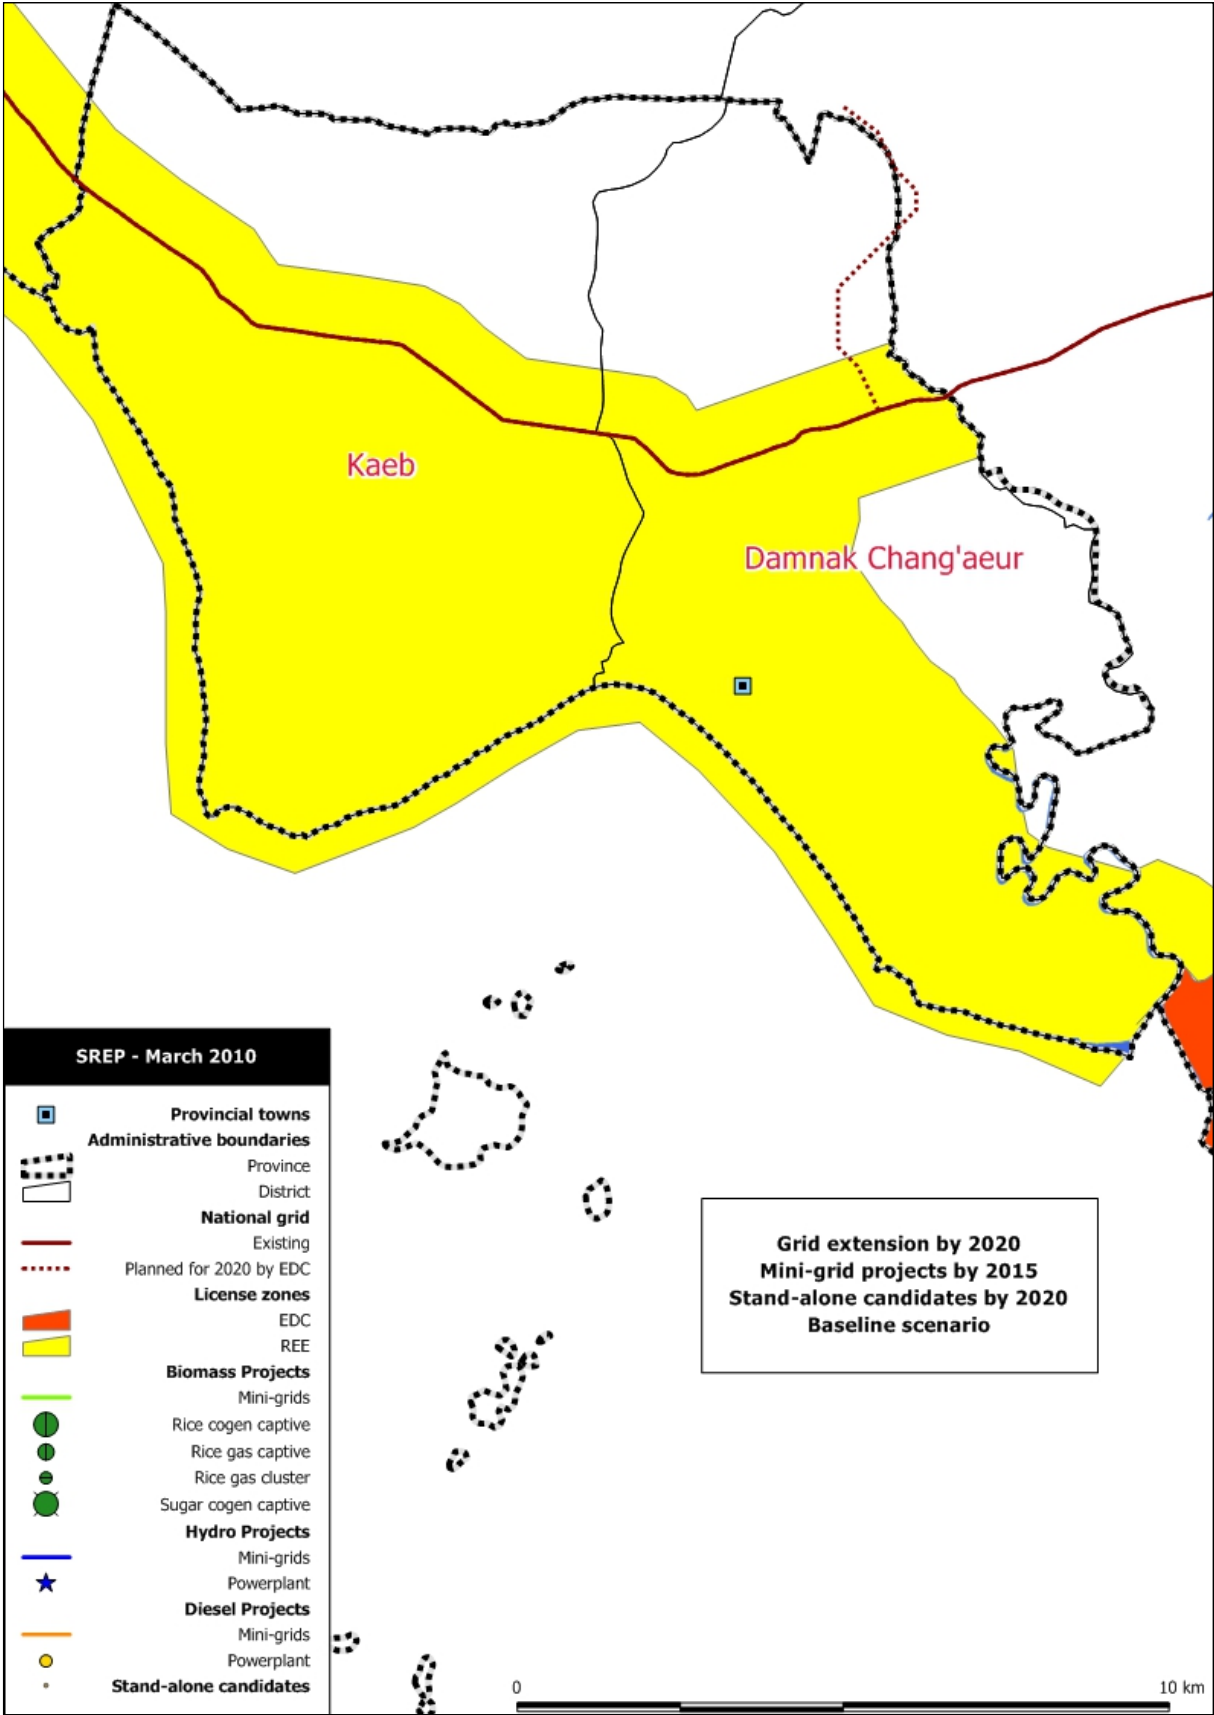 Kaeb
Damnak Chang'aeur
SREP - March 2010
Provincial towns
Administrative boundaries
Province
District
National grid
Existing
Planned for 2020 by EDC
License zones
EDC
REE
Biomass Projects
Mini-grids
Rice cogen captive
Rice gas captive
Rice gas cluster
Sugar cogen captive
Hydro Projects
Mini-grids
Powerplant
Diesel Projects
Mini-grids
Powerplant
Stand-alone candidates
Grid extension by 2020
Mini-grid projects by 2015
Stand-alone candidates by 2020
Baseline scenario
0 10 km